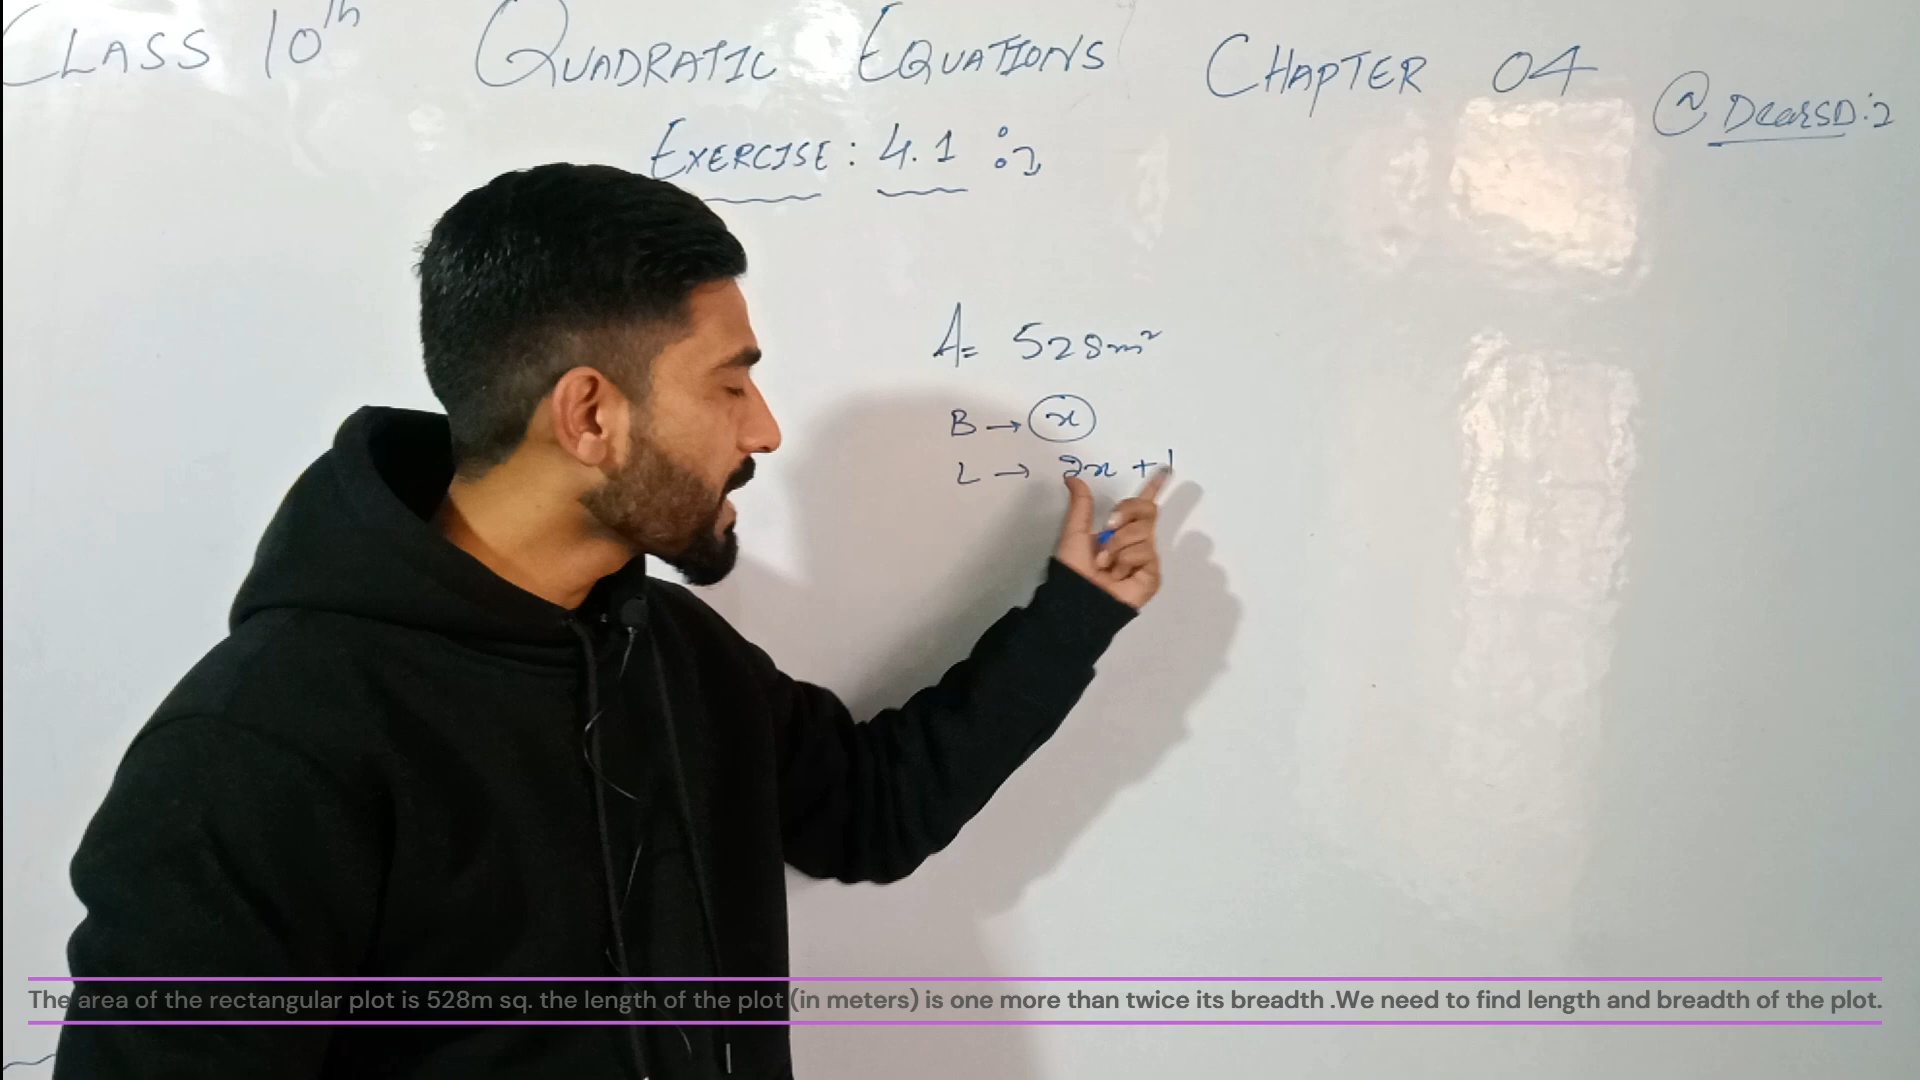 CLASS 10th QUADRATIC EQUATIONS CHAPTER 04
@DearSD:2
EXERCISE: 4.1
A= 528m²
B → x
L → 2x + 1
The area of the rectangular plot is 528m sq. the length of the plot (in meters) is one more than twice its breadth .We need to find length and breadth of the plot.